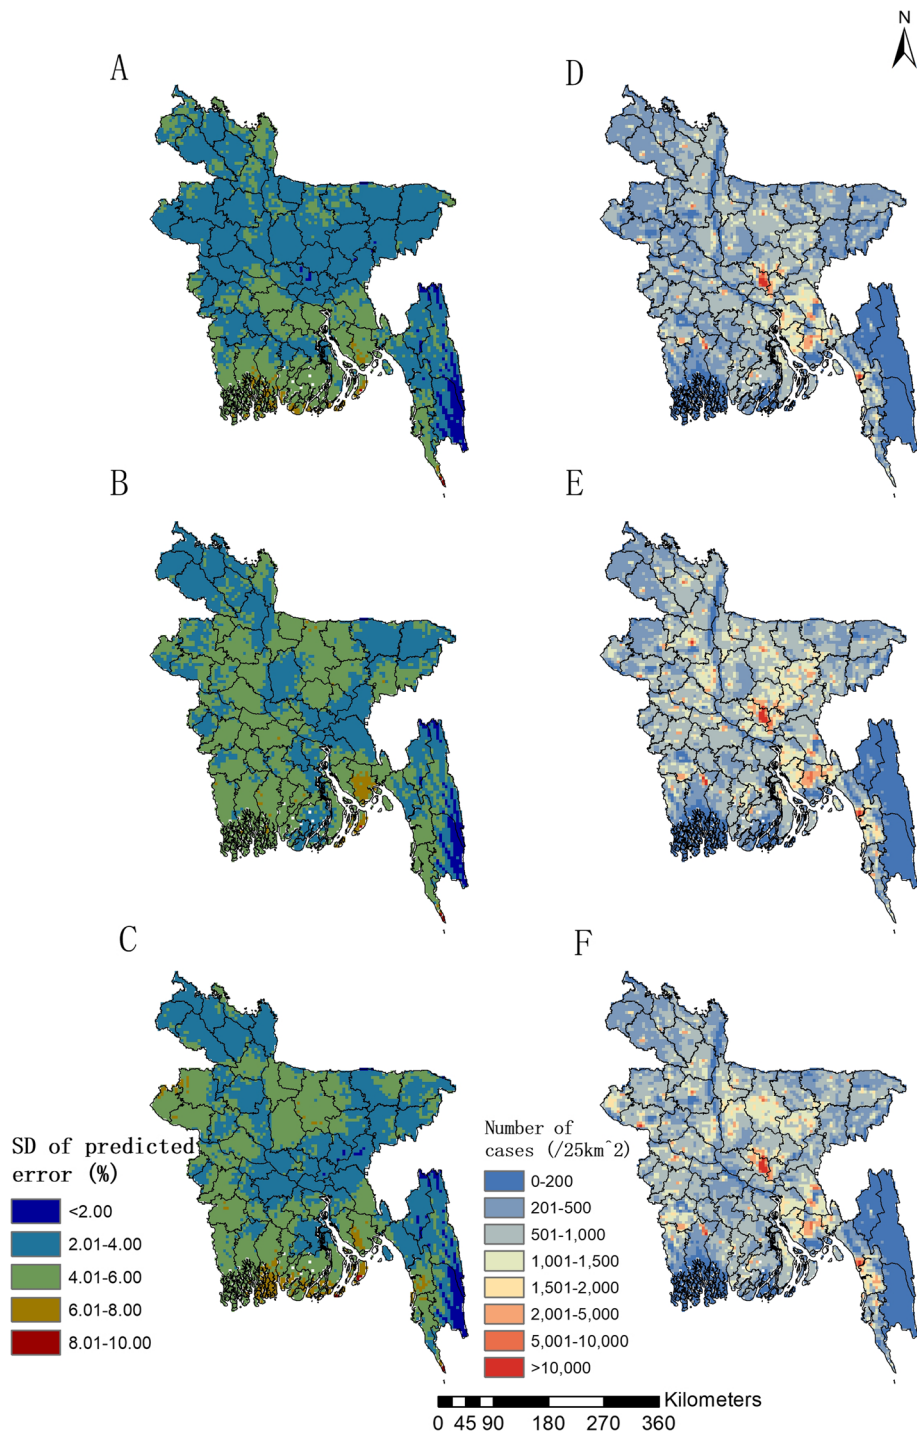 N
A
D
B
E
C
F
SD of predicted
error (%)
<2.00
2.01-4.00
4.01-6.00
6.01-8.00
8.01-10.00
Number of
cases (/25km^2)
0-200
201-500
501-1,000
1,001-1,500
1,501-2,000
2,001-5,000
5,001-10,000
>10,000
Kilometers
0 45 90 180 270 360